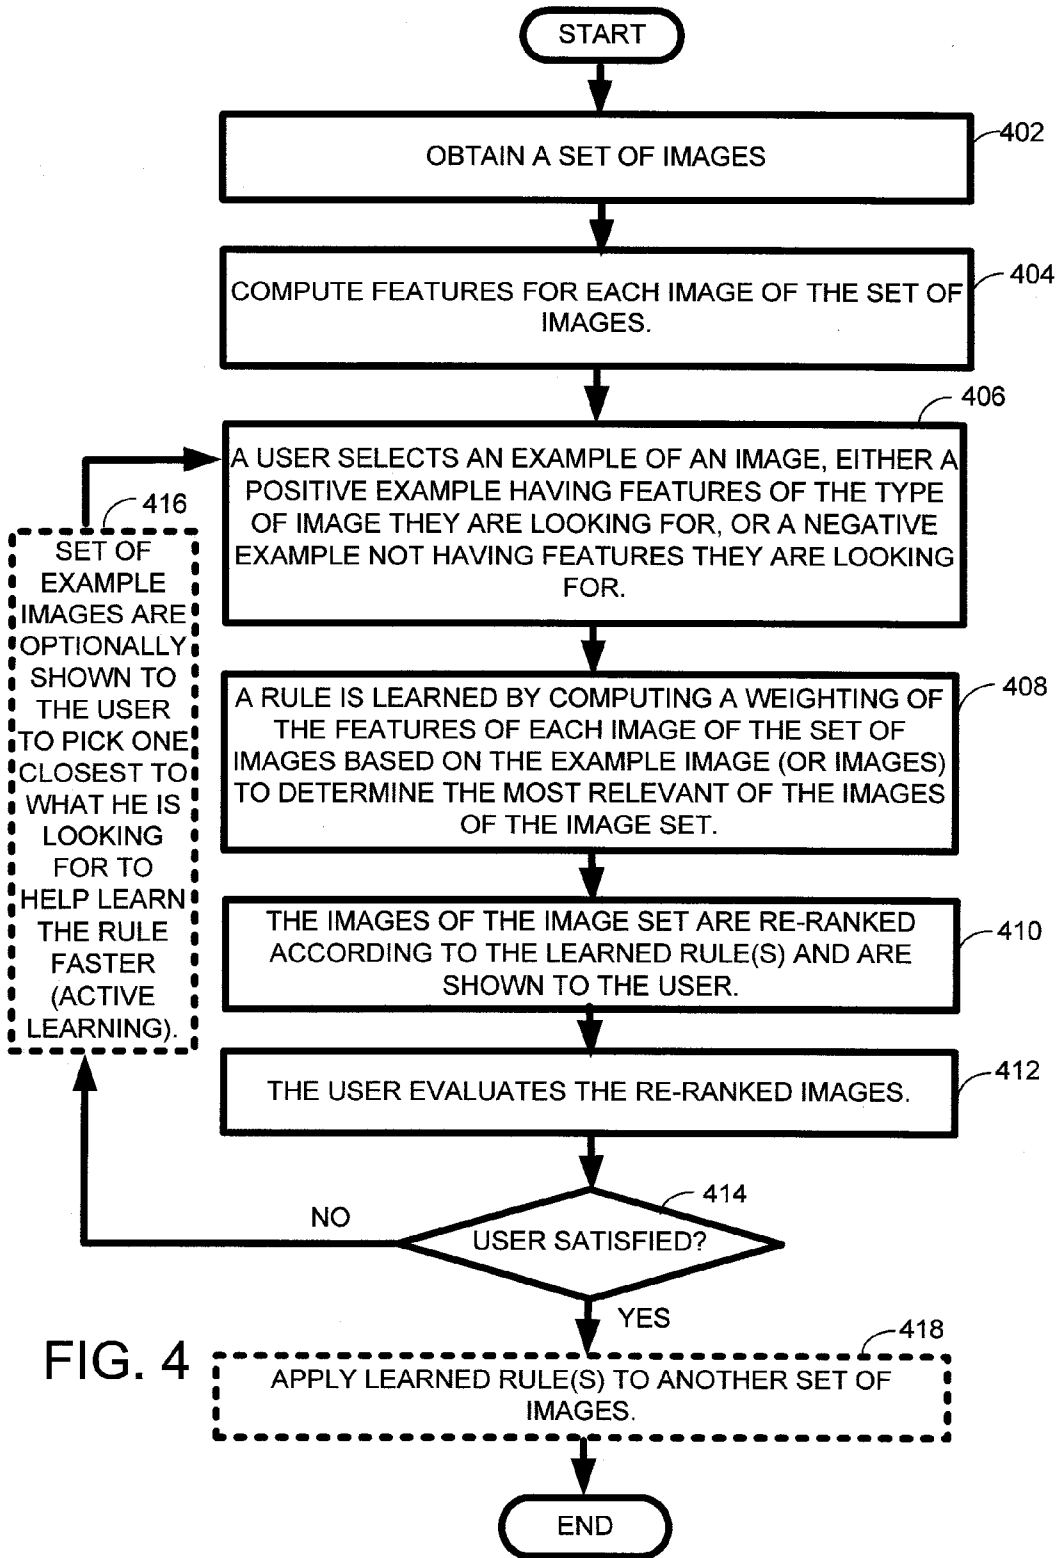 START
402
OBTAIN A SET OF IMAGES
404
COMPUTE FEATURES FOR EACH IMAGE OF THE SET OF
IMAGES.
406
A USER SELECTS AN EXAMPLE OF AN IMAGE, EITHER A
POSITIVE EXAMPLE HAVING FEATURES OF THE TYPE
OF IMAGE THEY ARE LOOKING FOR, OR A NEGATIVE
EXAMPLE NOT HAVING FEATURES THEY ARE LOOKING
FOR.
416
SET OF
EXAMPLE
IMAGES ARE
OPTIONALLY
SHOWN TO
THE USER
TO PICK ONE
CLOSEST TO
WHAT HE IS
LOOKING
FOR TO
HELP LEARN
THE RULE
FASTER
(ACTIVE
LEARNING).
408
A RULE IS LEARNED BY COMPUTING A WEIGHTING OF
THE FEATURES OF EACH IMAGE OF THE SET OF
IMAGES BASED ON THE EXAMPLE IMAGE (OR IMAGES)
TO DETERMINE THE MOST RELEVANT OF THE IMAGES
OF THE IMAGE SET.
410
THE IMAGES OF THE IMAGE SET ARE RE-RANKED
ACCORDING TO THE LEARNED RULE(S) AND ARE
SHOWN TO THE USER.
412
THE USER EVALUATES THE RE-RANKED IMAGES.
414
NO
USER SATISFIED?
YES
418
FIG. 4
APPLY LEARNED RULE(S) TO ANOTHER SET OF
IMAGES.
END